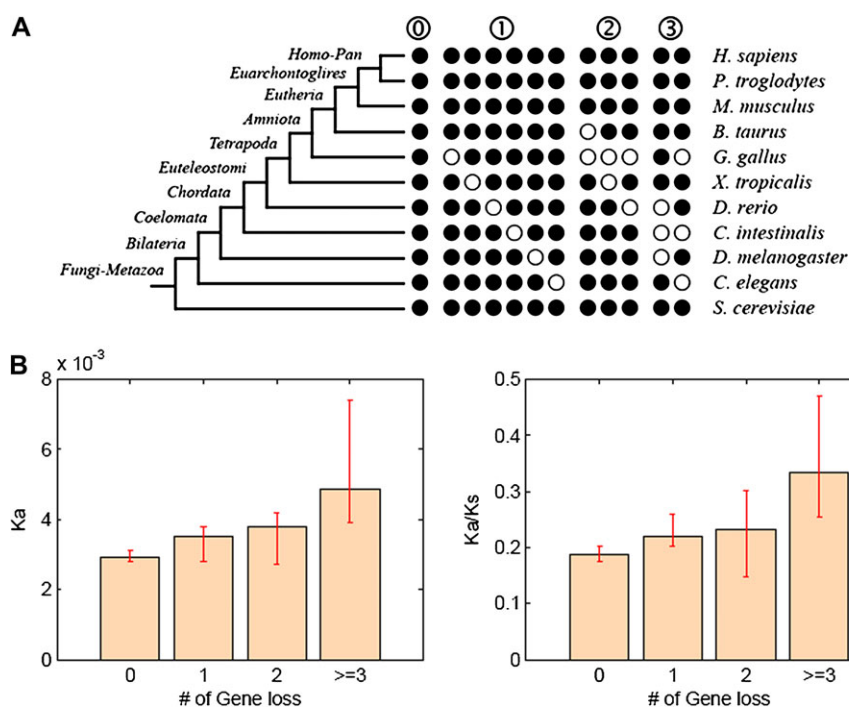 A
⓪ ① ② ③
Homo-Pan
Euarchontoglires
Eutheria
Amniota
Tetrapoda
Euteleostomi
Chordata
Coelomata
Bilateria
Fungi-Metazoa
H. sapiens
P. troglodytes
M. musculus
B. taurus
G. gallus
X. tropicalis
D. rerio
C. intestinalis
D. melanogaster
C. elegans
S. cerevisiae
B
x 10⁻³
8
6
4
2
0
Ka
0 1 2 >=3
# of Gene loss
0.5
0.4
0.3
0.2
0.1
0
Ka/Ks
0 1 2 >=3
# of Gene loss